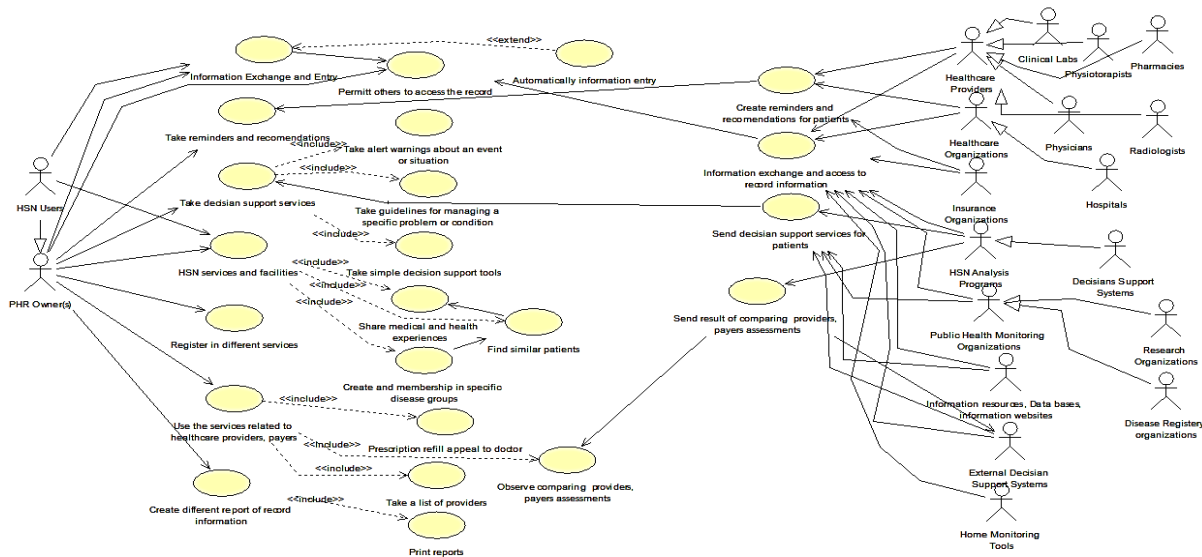 <<extend>>
Information Exchange and Entry
Permitt others to access the record
Automatically information entry
Clinical Labs
Physiotorapists
Pharmacies
Healthcare
Providers
Create reminders and
recomendations for patients
Take reminders and recomendations
<<include>>
Take alert warnings about an
event or situation
<<include>>
Healthcare
Organizations
Physicians
Radiologists
HSN Users
Take decisian support services
Information exchange and access to
record information
Insurance
Organizations
Hospitals
Take guidelines for managing a
specific problem or condition
<<include>>
Send decision support services for
patients
HSN services and facilities
<<include>>
Take simple decision support tools
<<include>>
<<include>>
HSN Analysis
Programs
Decisians Support
Systems
PHR Owner(s)
Share medical and health
experiences
Find similar patients
Send result of comparing providers,
payers assessments
Register in different services
Public Health Monitoring
Organizations
Research
Organizations
Create and membership in specific
disease groups
<<include>>
Information resources, Data bases,
information websites
Disease Registery
organizations
Use the services related to
healthcare providers, payers
<<include>>
Prescription refill appeal to doctor
<<include>>
External Decisian
Support Systems
Observe comparing providers,
payers assessments
Take a list of providers
Create different report of record
information
<<include>>
Print reports
Home Monitoring
Tools